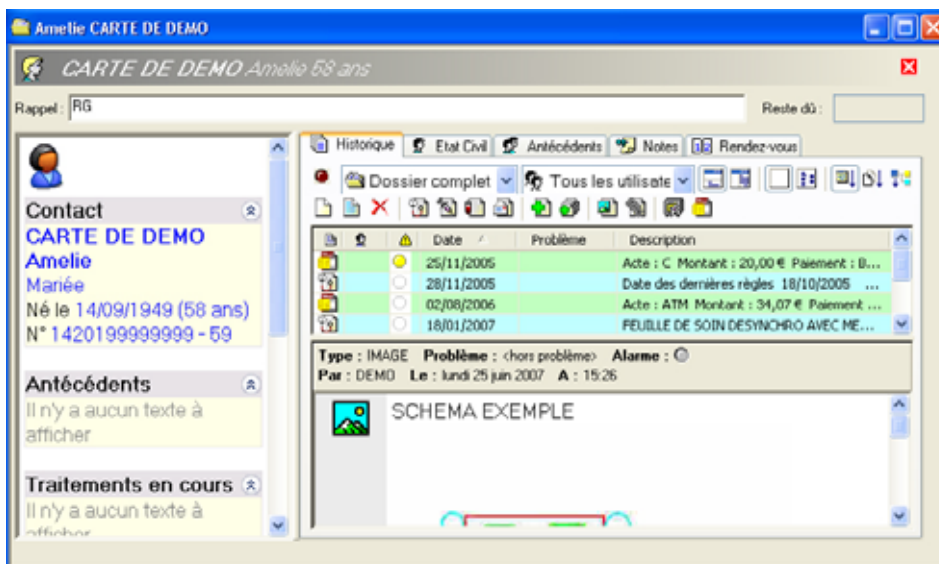 Amelie CARTE DE DEMO
CARTE DE DEMO Amelie 58 ans
Rappel : RG
Reste dû :
Contact
CARTE DE DEMO
Amelie
Mariée
Né le 14/09/1949 (58 ans)
N° 1420199999999 - 59
Antécédents
Il n'y a aucun texte à
afficher
Traitements en cours
Il n'y a aucun texte à
afficher
Historique Etat Civil Antécédents Notes Rendez-vous
Dossier complet Tous les utilisate
Date Problème Description
25/11/2005 Acte : C Montant : 20,00 € Paiement : B...
28/11/2005 Date des dernières règles 18/10/2005 ...
02/08/2006 Acte : ATM Montant : 34,07 € Paiement ...
18/01/2007 FEUILLE DE SOIN DESYNCHRO AVEC ME...
Type : IMAGE Problème : <hors problème> Alarme :
Par : DEMO Le : lundi 25 juin 2007 A : 15:26
SCHEMA EXEMPLE